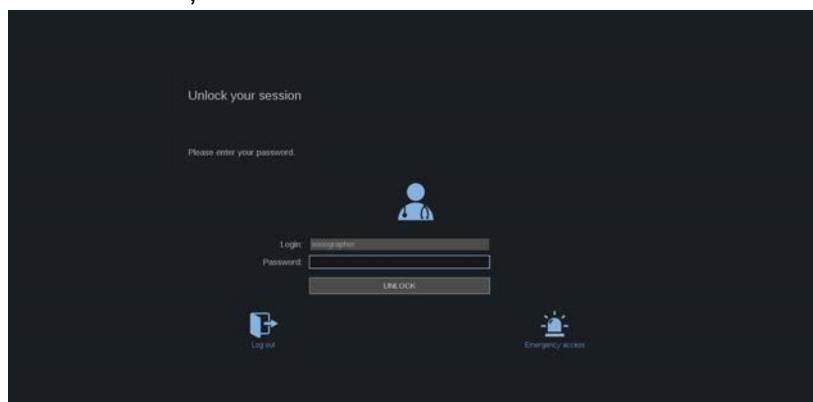 Unlock your session
Please enter your password.
Login: sonographer
Password:
UNLOCK
Log out
Emergency access